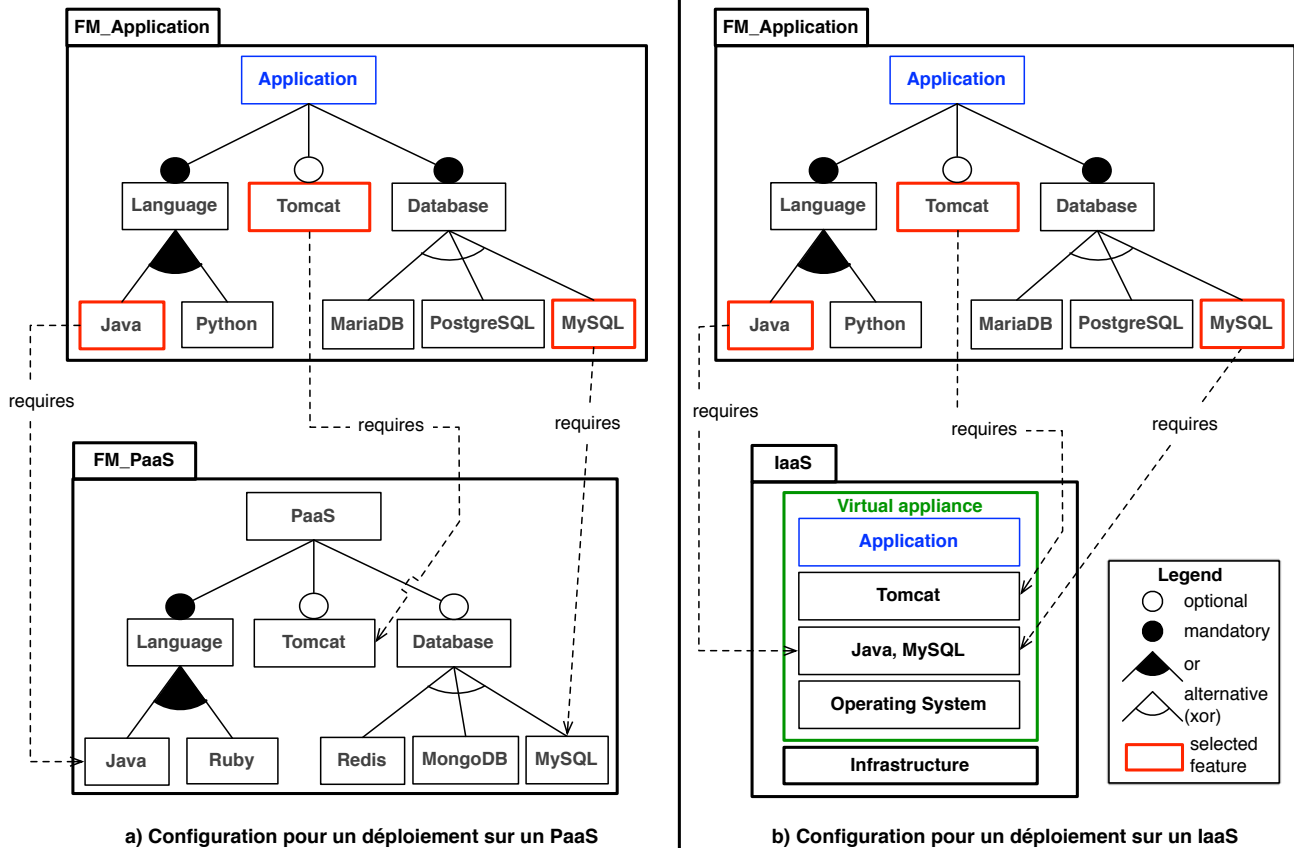 FM_Application
Application
Language
Tomcat
Database
Java
Python
MariaDB
PostgreSQL
MySQL
requires
requires
requires
FM_PaaS
PaaS
Language
Tomcat
Database
Java
Ruby
Redis
MongoDB
MySQL
a) Configuration pour un déploiement sur un PaaS
FM_Application
Application
Language
Tomcat
Database
Java
Python
MariaDB
PostgreSQL
MySQL
requires
requires
requires
IaaS
Virtual appliance
Application
Tomcat
Java, MySQL
Operating System
Infrastructure
Legend
optional
mandatory
or
alternative
(xor)
selected
feature
b) Configuration pour un déploiement sur un IaaS